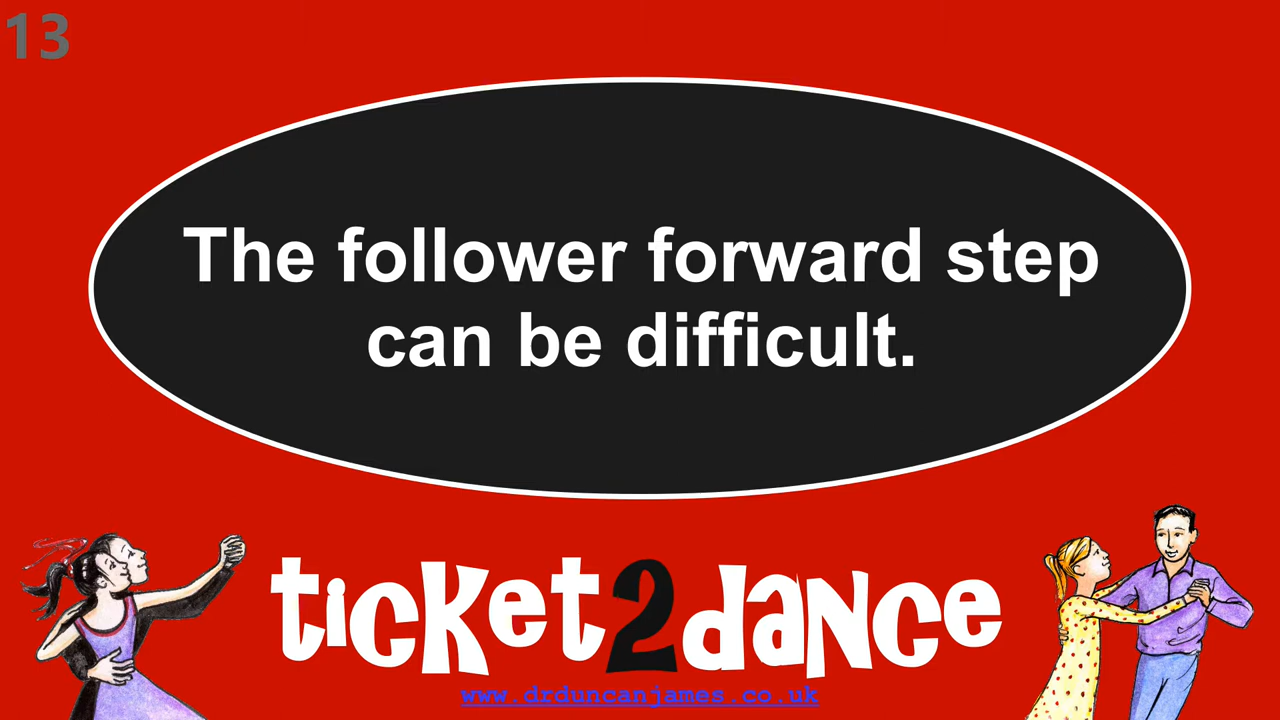 13
The follower forward step
can be difficult.
ticket2dance
www.drduncanjames.co.uk